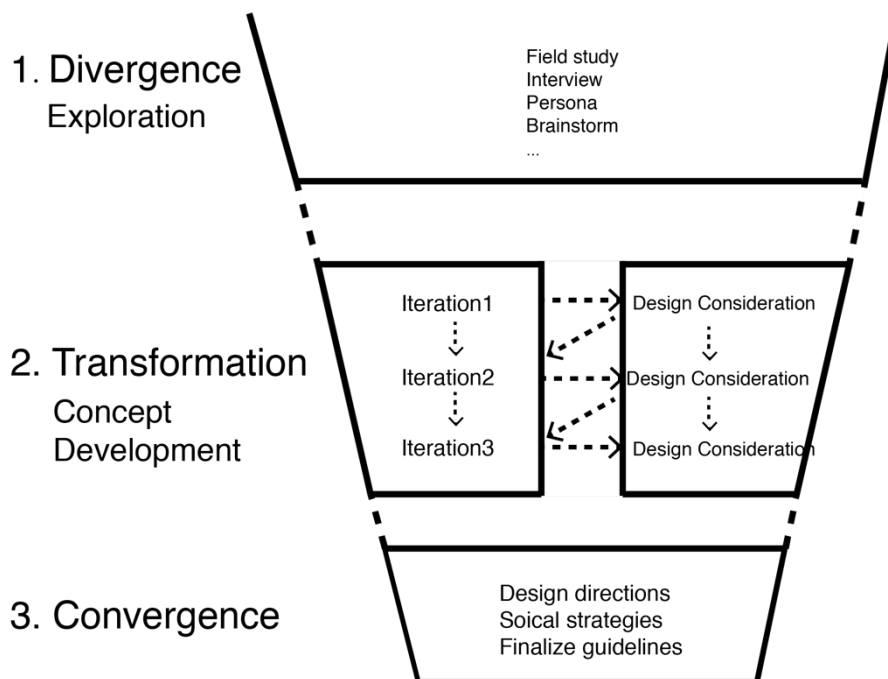 1. Divergence
Exploration
Field study
Interview
Persona
Brainstorm
...
2. Transformation
Concept
Development
Iteration1
Design Consideration
Iteration2
Design Consideration
Iteration3
Design Consideration
3. Convergence
Design directions
Soical strategies
Finalize guidelines